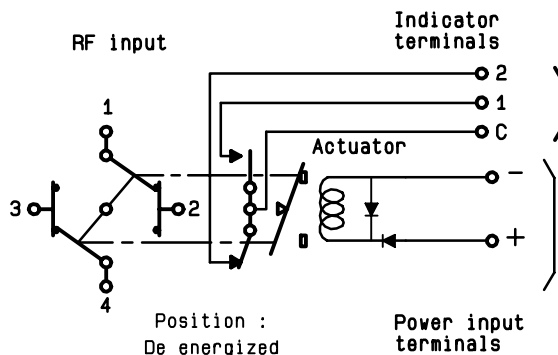 RF input
Indicator
terminals
2
1
C
Actuator
1
3
2
4
-
+
Position :
De energized
Power input
terminals